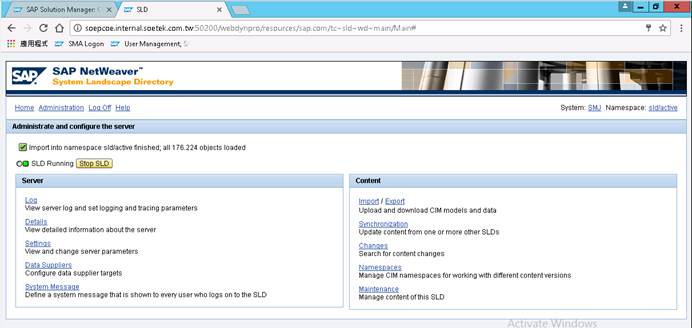 SAP Solution Manager: C
SLD
soepcoe.internal.soetek.com.tw:50200/webdynpro/resources/sap.com/tc~sld~wd~main/Main#
應用程式
SMA Logon
User Management, S
SAP
SAP NetWeaver™
System Landscape Directory
Home Administration Log Off Help
System: SMJ Namespace: sld/active
Administrate and configure the server
Import into namespace sld/active finished; all 176.224 objects loaded
SLD Running Stop SLD
Server
Log
View server log and set logging and tracing parameters
Details
View detailed information about the server
Settings
View and change server parameters
Data Suppliers
Configure data supplier targets
System Message
Define a system message that is shown to every user who logs on to the SLD
Content
Import / Export
Upload and download CIM models and data
Synchronization
Update content from one or more other SLDs
Changes
Search for content changes
Namespaces
Manage CIM namespaces for working with different content versions
Maintenance
Manage content of this SLD
Activate Windows